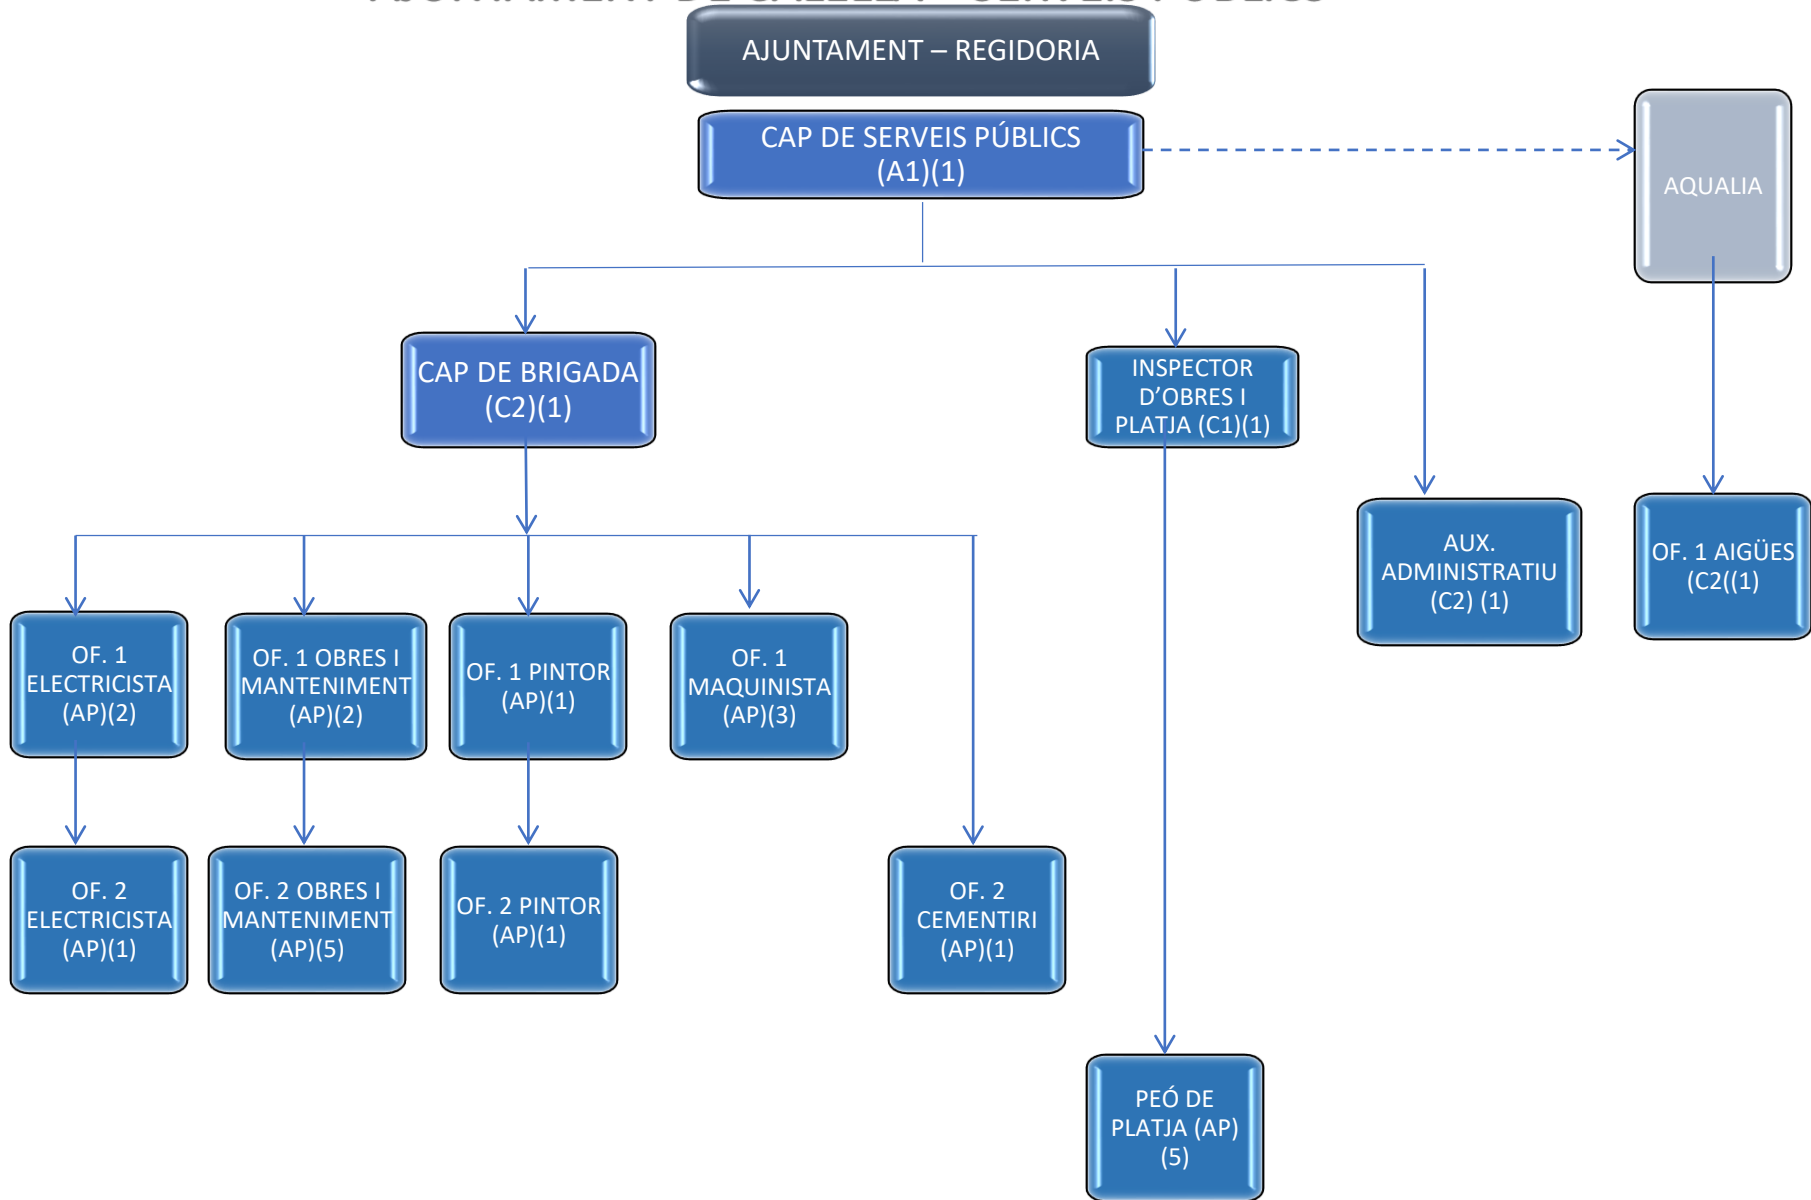 AJUNTAMENT – REGIDORIA
CAP DE SERVEIS PÚBLICS
(A1)(1)
AQUALIA
CAP DE BRIGADA
(C2)(1)
INSPECTOR
D’OBRES I
PLATJA (C1)(1)
AUX.
ADMINISTRATIU
(C2) (1)
OF. 1 AIGÜES
(C2((1)
OF. 1
ELECTRICISTA
(AP)(2)
OF. 1 OBRES I
MANTENIMENT
(AP)(2)
OF. 1 PINTOR
(AP)(1)
OF. 1
MAQUINISTA
(AP)(3)
OF. 2
ELECTRICISTA
(AP)(1)
OF. 2 OBRES I
MANTENIMENT
(AP)(5)
OF. 2 PINTOR
(AP)(1)
OF. 2
CEMENTIRI
(AP)(1)
PEÓ DE
PLATJA (AP)
(5)